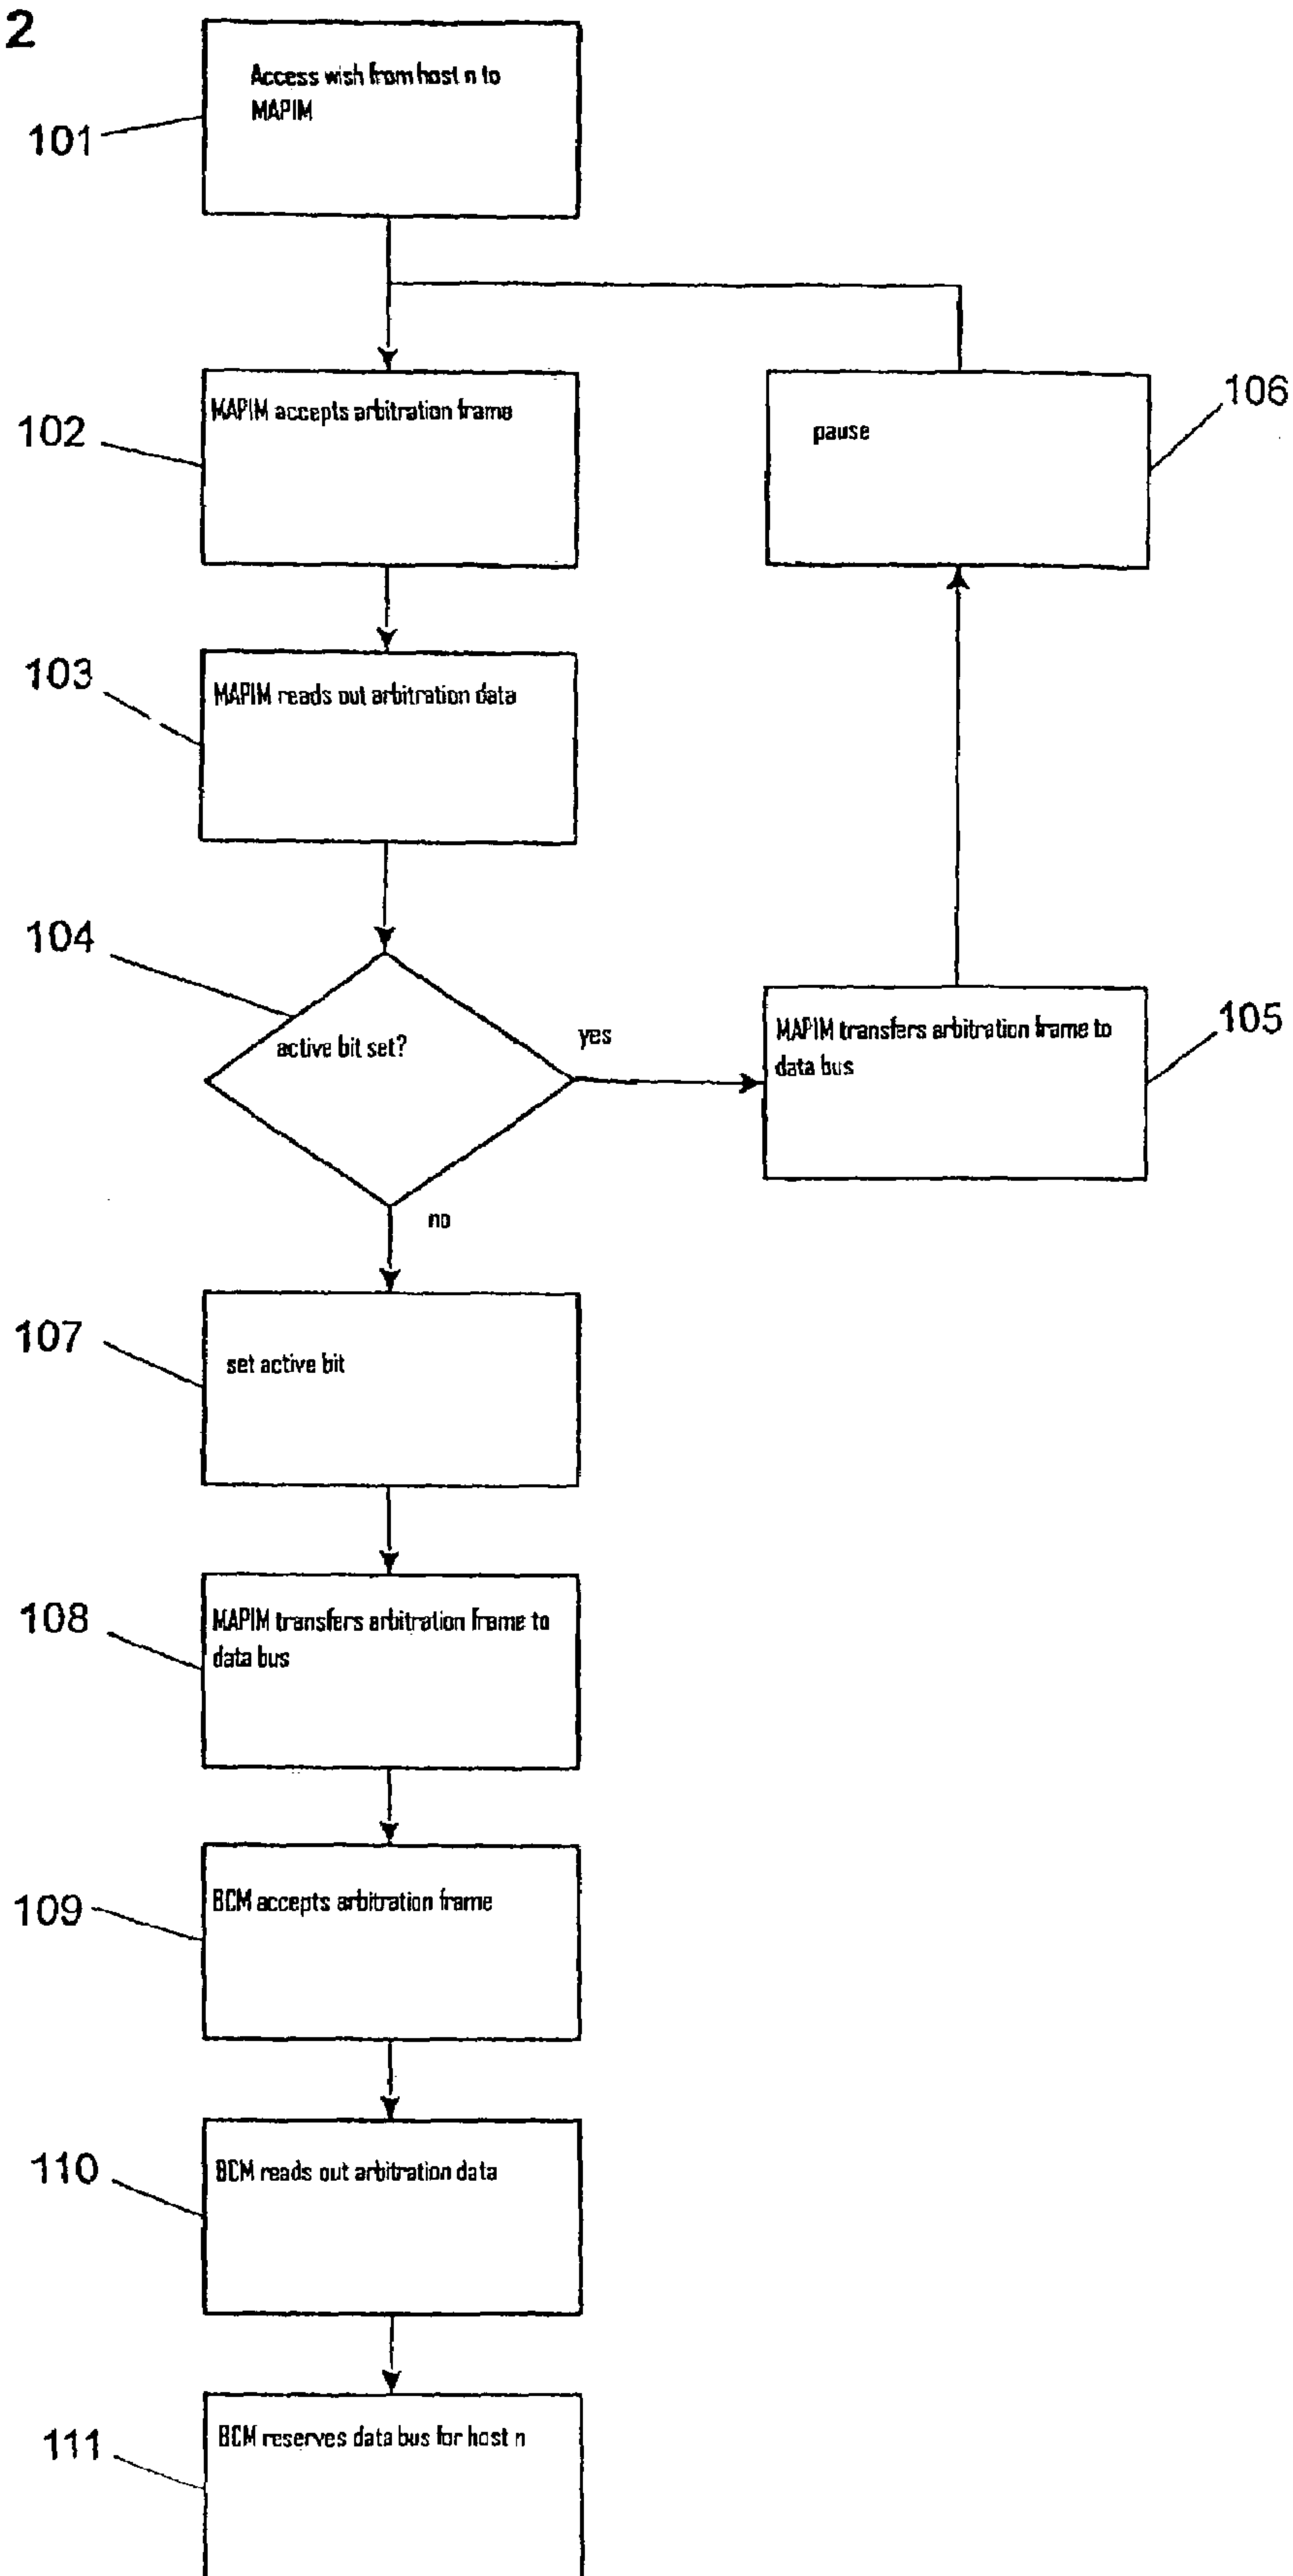 2
Access wish from host n to
MAPIM
101
MAPIM accepts arbitration frame
102
pause
106
MAPIM reads out arbitration data
103
104
active bit set?
yes
MAPIM transfers arbitration frame to
data bus
105
no
set active bit
107
MAPIM transfers arbitration frame to
data bus
108
BCM accepts arbitration frame
109
BCM reads out arbitration data
110
BCM reserves data bus for host n
111